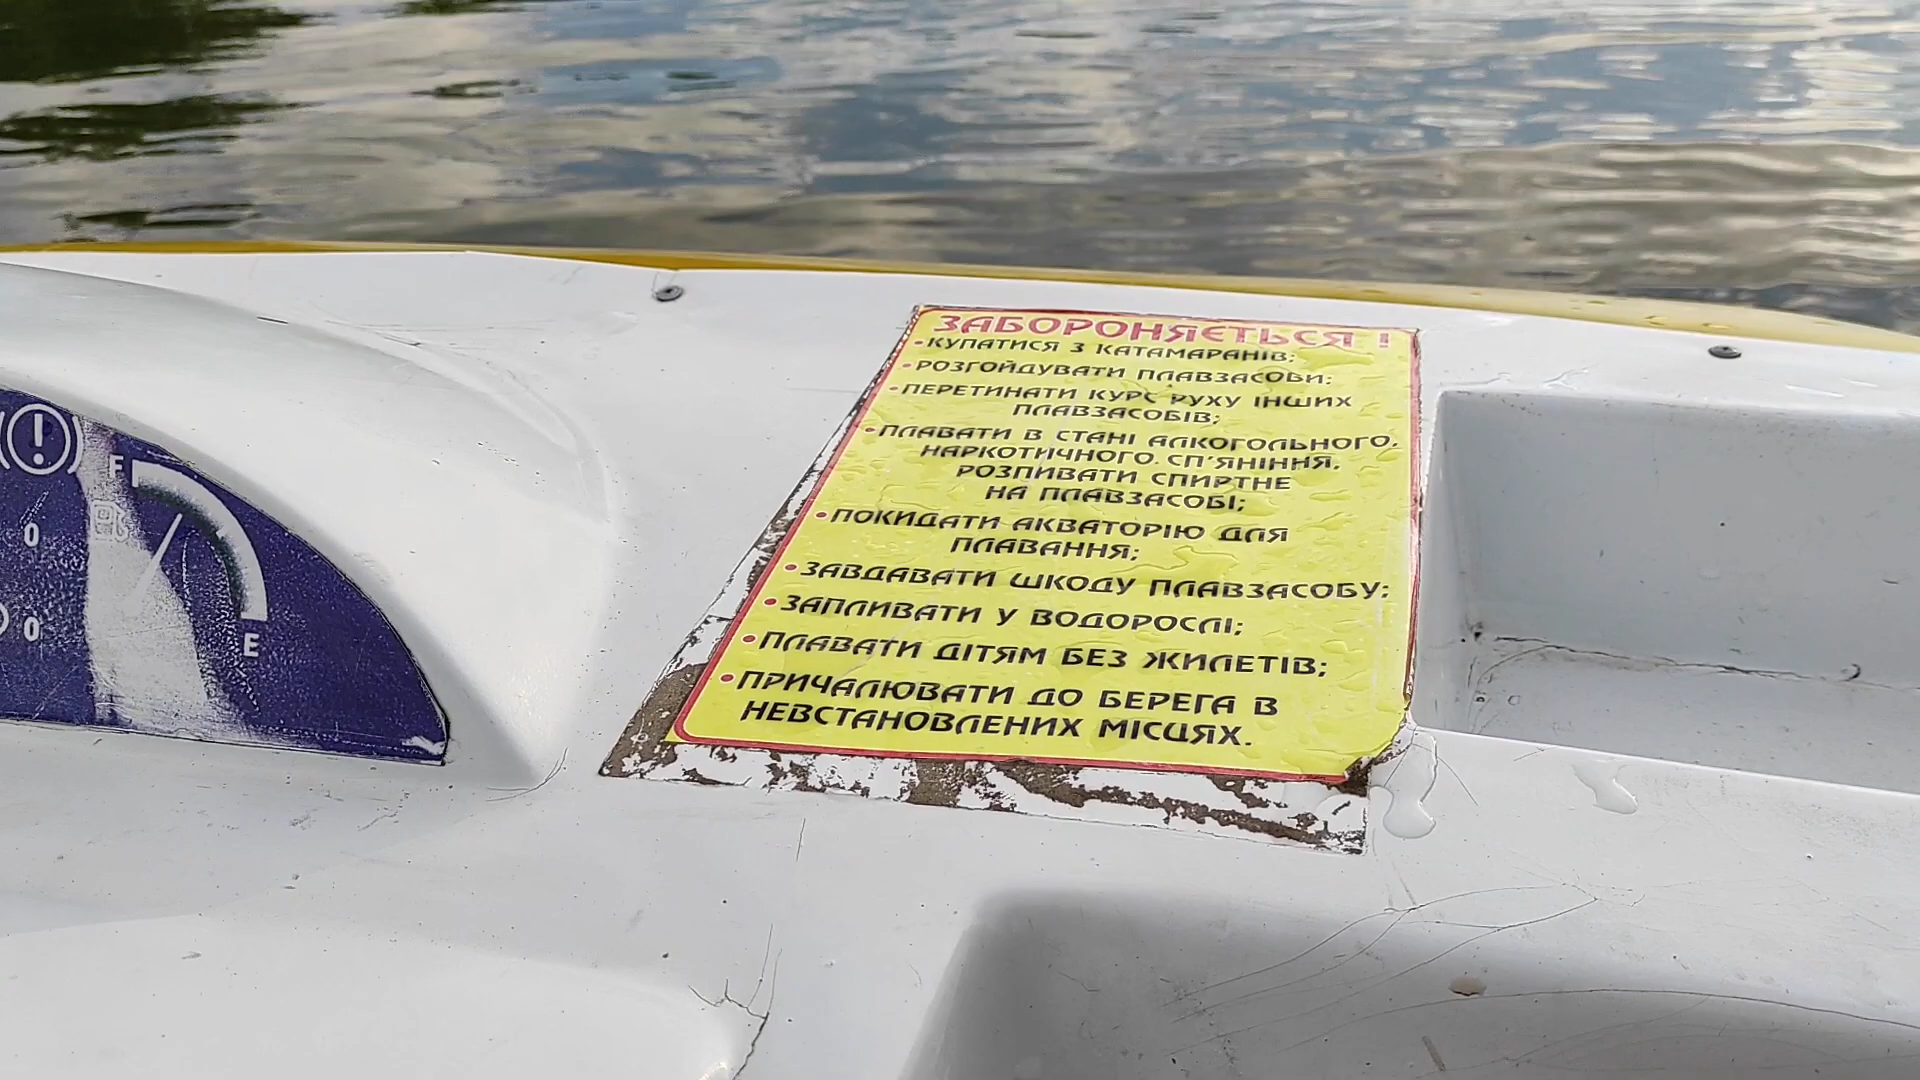 ЗАБОРОНЯЄТЬСЯ !
•КУПАТИСЯ З КАТАМАРАНІВ;
•РОЗГОЙДУВАТИ ПЛАВЗАСОБИ;
•ПЕРЕТИНАТИ КУРС РУХУ ІНШИХ
ПЛАВЗАСОБІВ;
•ПЛАВАТИ В СТАНІ АЛКОГОЛЬНОГО,
НАРКОТИЧНОГО. СП'ЯНІННЯ,
РОЗПИВАТИ СПИРТНЕ
НА ПЛАВЗАСОБІ;
•ПОКИДАТИ АКВАТОРІЮ ДЛЯ
ПЛАВАННЯ;
•ЗАВДАВАТИ ШКОДУ ПЛАВЗАСОБУ;
•ЗАПЛИВАТИ У ВОДОРОСЛІ;
•ПЛАВАТИ ДІТЯМ БЕЗ ЖИЛЕТІВ;
•ПРИЧАЛЮВАТИ ДО БЕРЕГА В
НЕВСТАНОВЛЕНИХ МІСЦЯХ.
F
0
0
E